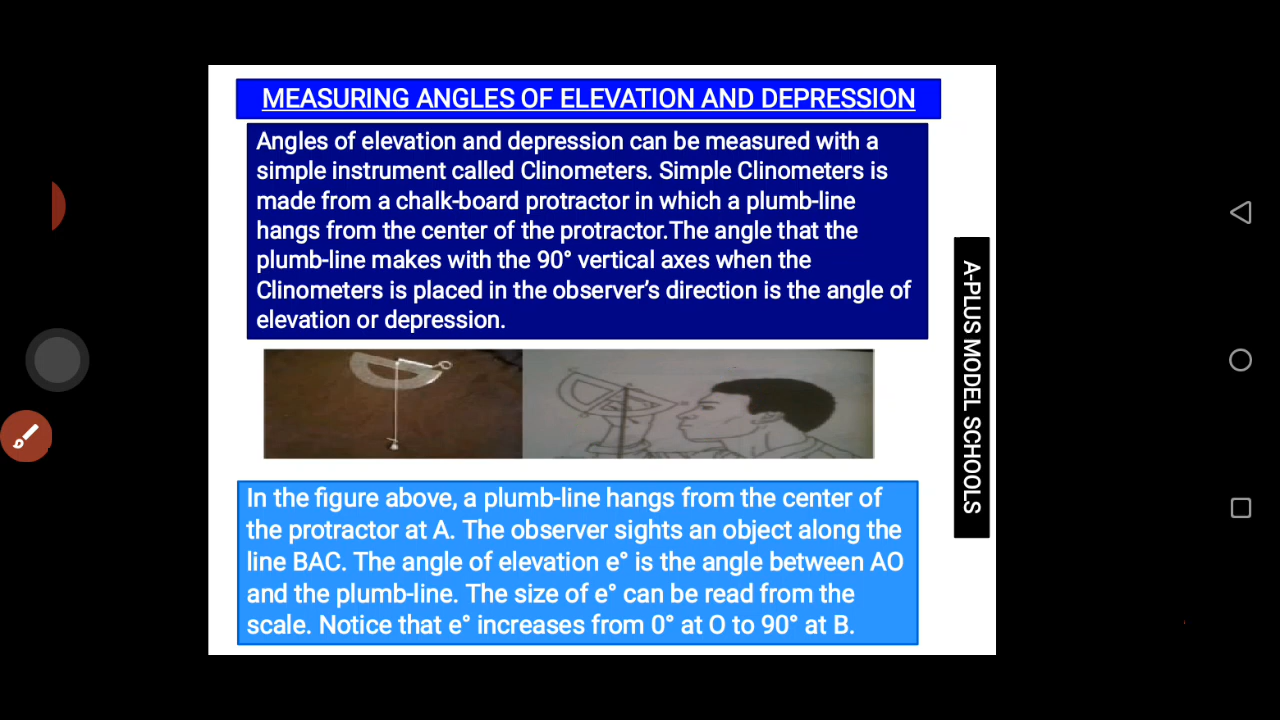 MEASURING ANGLES OF ELEVATION AND DEPRESSION
Angles of elevation and depression can be measured with a
simple instrument called Clinometers. Simple Clinometers is
made from a chalk-board protractor in which a plumb-line
hangs from the center of the protractor.The angle that the
plumb-line makes with the 90° vertical axes when the
Clinometers is placed in the observer's direction is the angle of
elevation or depression.
A-PLUS MODEL SCHOOLS
In the figure above, a plumb-line hangs from the center of
the protractor at A. The observer sights an object along the
line BAC. The angle of elevation e° is the angle between AO
and the plumb-line. The size of e° can be read from the
scale. Notice that e° increases from 0° at O to 90° at B.